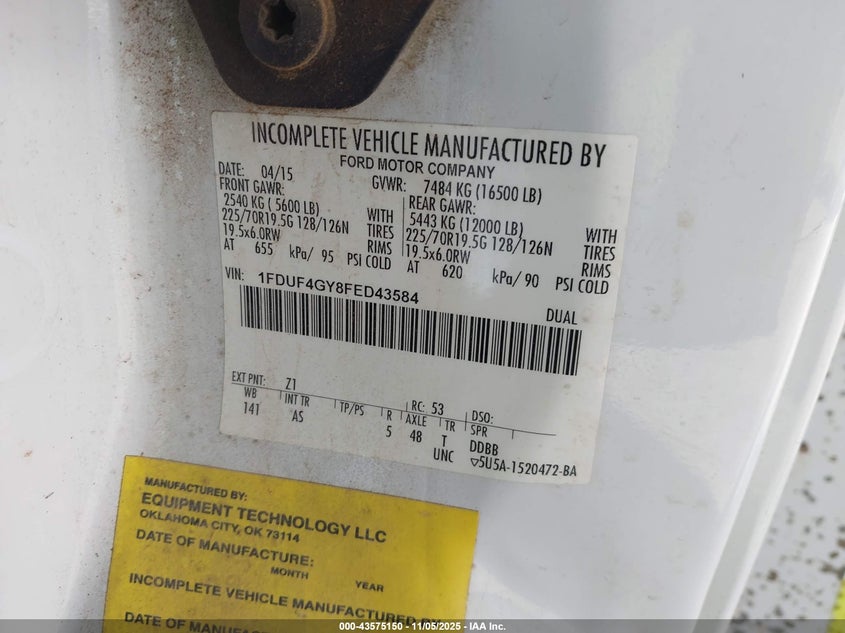 INCOMPLETE VEHICLE MANUFACTURED BY
FORD MOTOR COMPANY
DATE: 04/15 GVWR: 7484 KG (16500 LB)
FRONT GAWR: REAR GAWR:
2540 KG ( 5600 LB) WITH 5443 KG (12000 LB) WITH
225/70R19.5G 128/126N TIRES 225/70R19.5G 128/126N TIRES
19.5x6.0RW RIMS 19.5x6.0RW RIMS
AT 655 kPa/ 95 PSI COLD AT 620 kPa/ 90 PSI COLD
VIN: 1FDUF4GY8FED43584
DUAL
EXT PNT: Z1 RC: 53 DSO:
WB INT TR TP/PS R AXLE TR SPR
141 AS 5 48 T DDBB
UNC ▽5U5A-1520472-BA
MANUFACTURED BY:
EQUIPMENT TECHNOLOGY LLC
OKLAHOMA CITY, OK 73114
DATE OF MANUFACTURE:
MONTH YEAR
INCOMPLETE VEHICLE MANUFACTURED BY:
DATE OF MANUFA
000-43575150 - 11/05/2025 - IAA Inc.